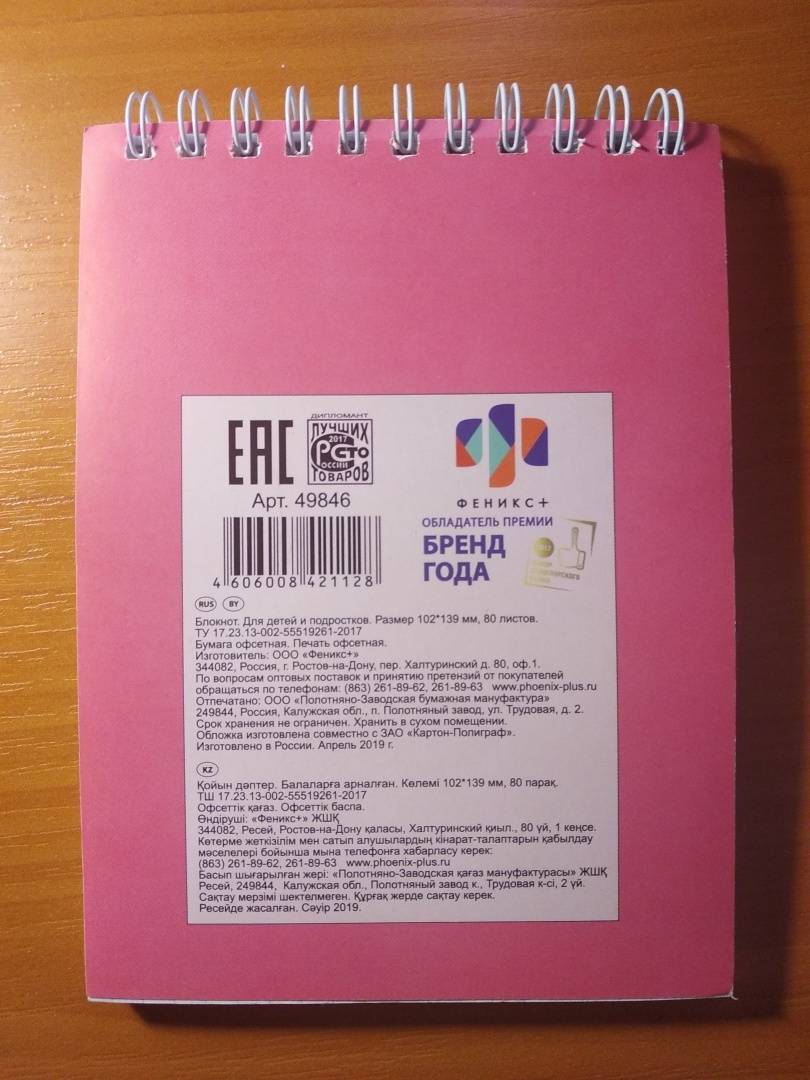 ЕАС
ДИПЛОМАНТ
ЛУЧШИХ
2017
СТО
РОССИИ
ТОВАРОВ
Арт. 49846
4 606008 421128
ФЕНИКС+
ОБЛАДАТЕЛЬ ПРЕМИИ
БРЕНД
ГОДА
2017
RUS BY
Блокнот. Для детей и подростков. Размер 102*139 мм, 80 листов.
ТУ 17.23.13-002-55519261-2017
Бумага офсетная. Печать офсетная.
Изготовитель: ООО «Феникс+»
344082, Россия, г. Ростов-на-Дону, пер. Халтуринский д. 80, оф.1.
По вопросам оптовых поставок и принятию претензий от покупателей
обращаться по телефонам: (863) 261-89-62, 261-89-63 www.phoenix-plus.ru
Отпечатано: ООО «Полотняно-Заводская бумажная мануфактура»
249844, Россия, Калужская обл., п. Полотняный завод, ул. Трудовая, д. 2.
Срок хранения не ограничен. Хранить в сухом помещении.
Обложка изготовлена совместно с ЗАО «Картон-Полиграф».
Изготовлено в России. Апрель 2019 г.
KZ
Қойын дәптер. Балаларға арналған. Көлемі 102*139 мм, 80 парақ.
ТШ 17.23.13-002-55519261-2017
Офсеттік қағаз. Офсеттік баспа.
Өндіруші: «Феникс+» ЖШҚ
344082, Ресей, Ростов-на-Дону қаласы, Халтуринский қиыл., 80 үй, 1 кеңсе.
Көтерме жеткізілім мен сатып алушылардың кінарат-талаптарын қабылдау
мәселелері бойынша мына телефонға хабарласу керек:
(863) 261-89-62, 261-89-63 www.phoenix-plus.ru
Басып шығарылған жері: «Полотняно-Заводская қағаз мануфактурасы» ЖШҚ
Ресей, 249844, Калужская обл., Полотняный завод к., Трудовая к-сі, 2 үй.
Сақтау мерзімі шектелмеген. Құрғақ жерде сақтау керек.
Ресейде жасалған. Сәуір 2019.